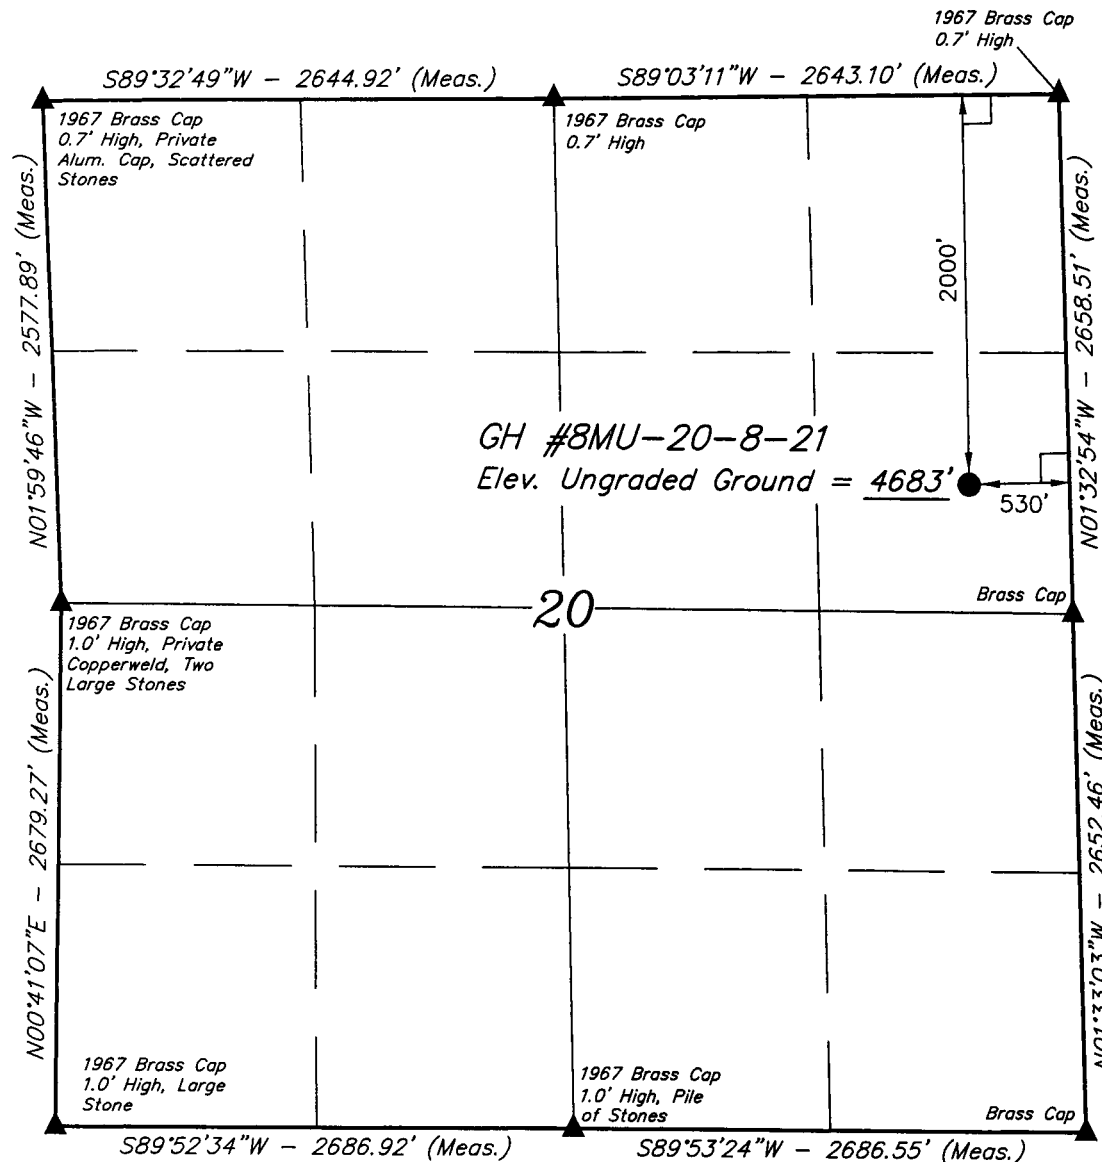 1967 Brass Cap
0.7' High
S89°32'49"W - 2644.92' (Meas.)
S89°03'11"W - 2643.10' (Meas.)
1967 Brass Cap
0.7' High, Private
Alum. Cap, Scattered
Stones
1967 Brass Cap
0.7' High
N01°59'46"W - 2577.89' (Meas.)
2000'
N01°32'54"W - 2658.51' (Meas.)
GH #8MU-20-8-21
Elev. Ungraded Ground = 4683'
530'
Brass Cap
20
1967 Brass Cap
1.0' High, Private
Copperweld, Two
Large Stones
N00°41'07"E - 2679.27' (Meas.)
N01°33'03"W - 2652.46' (Meas.)
1967 Brass Cap
1.0' High, Large
Stone
1967 Brass Cap
1.0' High, Pile
of Stones
Brass Cap
S89°52'34"W - 2686.92' (Meas.)
S89°53'24"W - 2686.55' (Meas.)